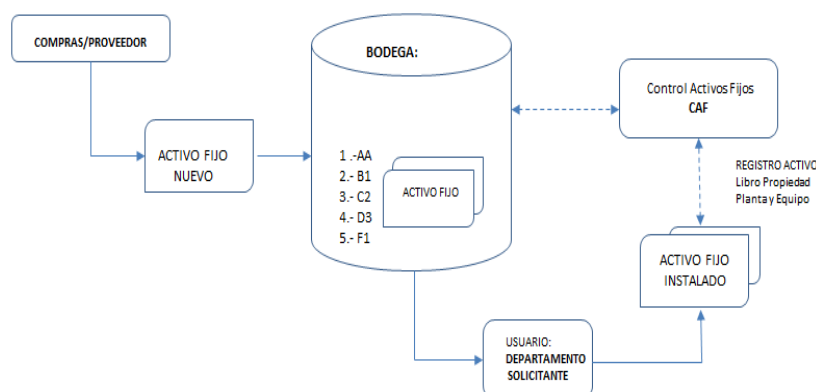 COMPRAS/PROVEEDOR
BODEGA:
Control Activos Fijos
CAF
ACTIVO FIJO
NUEVO
1 .-AA
2.- B1
3.- C2
4.- D3
5.- F1
ACTIVO FIJO
REGISTRO ACTIVO
Libro Propiedad
Planta y Equipo
ACTIVO FIJO
INSTALADO
USUARIO:
DEPARTAMENTO
SOLICITANTE